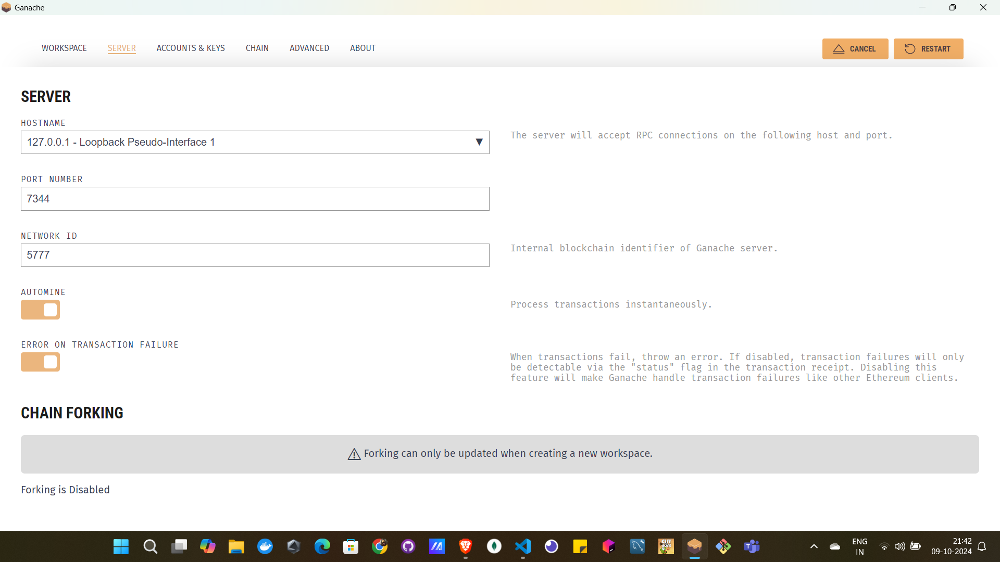 Ganache
WORKSPACE SERVER ACCOUNTS & KEYS CHAIN ADVANCED ABOUT CANCEL RESTART
SERVER
HOSTNAME
127.0.0.1 - Loopback Pseudo-Interface 1
The server will accept RPC connections on the following host and port.
PORT NUMBER
7344
NETWORK ID
5777
Internal blockchain identifier of Ganache server.
AUTOMINE
Process transactions instantaneously.
ERROR ON TRANSACTION FAILURE
When transactions fail, throw an error. If disabled, transaction failures will only
be detectable via the "status" flag in the transaction receipt. Disabling this
feature will make Ganache handle transaction failures like other Ethereum clients.
CHAIN FORKING
Forking can only be updated when creating a new workspace.
Forking is Disabled
ENG
IN
21:42
09-10-2024